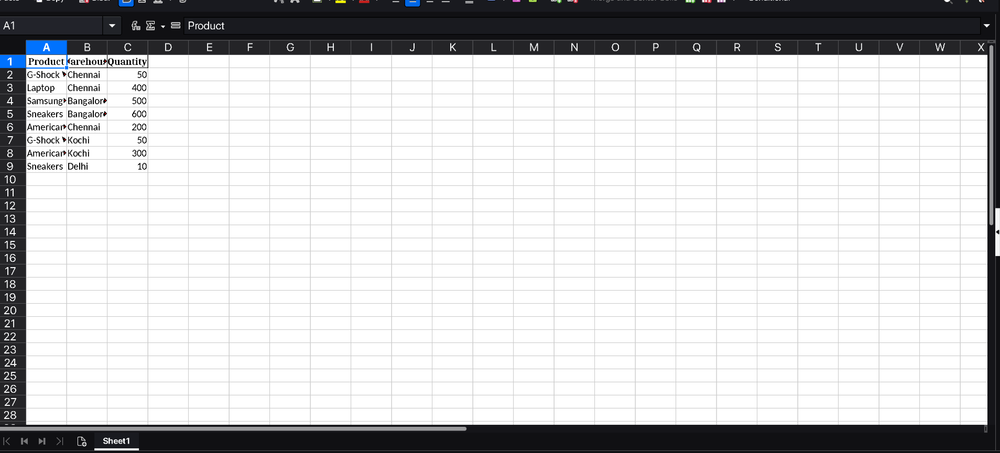 A1 Product
A B C D E F G H I J K L M N O P Q R S T U V W X
1 Product arehou Quantity
2 G-Shock Chennai 50
3 Laptop Chennai 400
4 Samsung Bangalor 500
5 Sneakers Bangalor 600
6 American Chennai 200
7 G-Shock Kochi 50
8 American Kochi 300
9 Sneakers Delhi 10
10
11
12
13
14
15
16
17
18
19
20
21
22
23
24
25
26
27
28
Sheet1